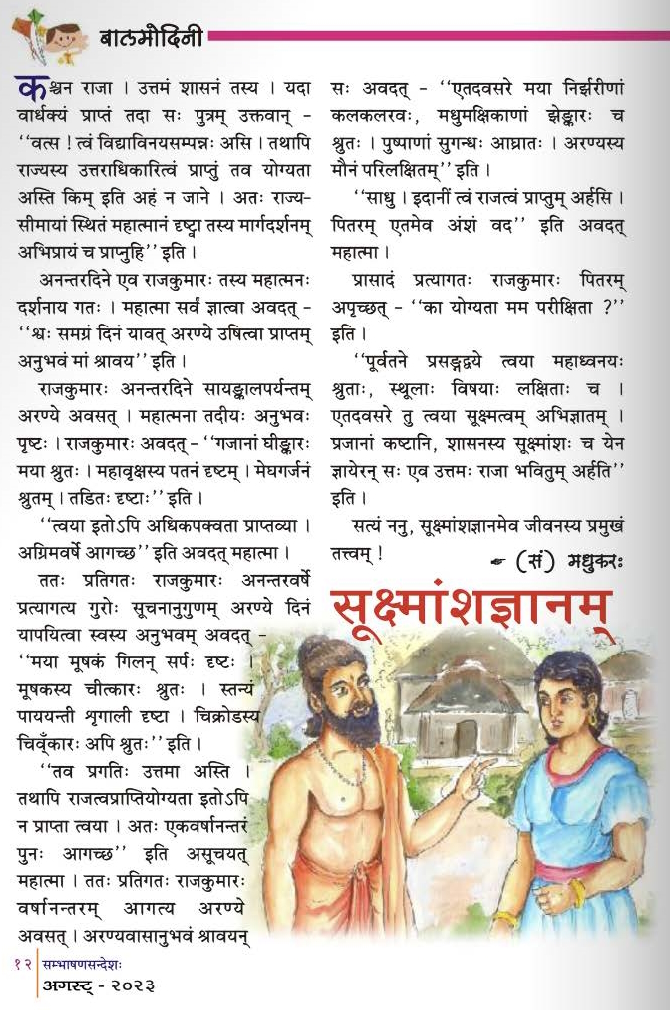 बालमोदिनी
कश्चन राजा । उत्तमं शासनं तस्य । यदा
वार्धक्यं प्राप्तं तदा सः पुत्रम् उक्तवान् –
‘‘वत्स ! त्वं विद्याविनयसम्पन्नः असि । तथापि
राज्यस्य उत्तराधिकारित्वं प्राप्तुं तव योग्यता
अस्ति किम् इति अहं न जाने । अतः राज्य–
सीमायां स्थितं महात्मानं दृष्ट्वा तस्य मार्गदर्शनम्
अभिप्रायं च प्राप्नुहि’’ इति ।
अनन्तरदिने एव राजकुमारः तस्य महात्मनः
दर्शनाय गतः । महात्मा सर्वं ज्ञात्वा अवदत् –
‘‘श्वः समग्रं दिनं यावत् अरण्ये उषित्वा प्राप्तम्
अनुभवं मां श्रावय’’ इति ।
राजकुमारः अनन्तरदिने सायङ्कालपर्यन्तम्
अरण्ये अवसत् । महात्मना तदीयः अनुभवः
पृष्टः । राजकुमारः अवदत् – ‘‘गजानां घीङ्कारः
मया श्रुतः । महावृक्षस्य पतनं दृष्टम् । मेघगर्जनं
श्रुतम् । तडितः दृष्टाः’’ इति ।
‘‘त्वया इतोऽपि अधिकपक्वता प्राप्तव्या ।
अग्रिमवर्षे आगच्छ’’ इति अवदत् महात्मा ।
ततः प्रतिगतः राजकुमारः अनन्तरवर्षे
प्रत्यागत्य गुरोः सूचनानुगुणम् अरण्ये दिनं
यापयित्वा स्वस्य अनुभवम् अवदत् –
‘‘मया मूषकं गिलन् सर्पः दृष्टः ।
मूषकस्य चीत्कारः श्रुतः । स्तन्यं
पाययन्ती शृगाली दृष्टा । चिक्रोडस्य
चिवुँकारः अपि श्रुतः’’ इति ।
‘‘तव प्रगतिः उत्तमा अस्ति ।
तथापि राजत्वप्राप्तियोग्यता इतोऽपि
न प्राप्ता त्वया । अतः एकवर्षानन्तरं
पुनः आगच्छ’’ इति असूचयत्
महात्मा । ततः प्रतिगतः राजकुमारः
वर्षानन्तरम् आगत्य अरण्ये
अवसत् । अरण्यवासानुभवं श्रावयन्
सः अवदत् – ‘‘एतदवसरे मया निर्झरीणां
कलकलरवः, मधुमक्षिकाणां झेङ्कारः च
श्रुतः । पुष्पाणां सुगन्धः आघ्रातः । अरण्यस्य
मौनं परिलक्षितम्’’ इति ।
‘‘साधु । इदानीं त्वं राजत्वं प्राप्तुम् अर्हसि ।
पितरम् एतमेव अंशं वद’’ इति अवदत्
महात्मा ।
प्रासादं प्रत्यागतः राजकुमारः पितरम्
अपृच्छत् – ‘‘का योग्यता मम परीक्षिता ?’’
इति ।
‘‘पूर्वतने प्रसङ्गद्वये त्वया महाध्वनयः
श्रुताः, स्थूलाः विषयाः लक्षिताः च ।
एतदवसरे तु त्वया सूक्ष्मत्वम् अभिज्ञातम् ।
प्रजानां कष्टानि, शासनस्य सूक्ष्मांशः च येन
ज्ञायेरन् सः एव उत्तमः राजा भवितुम् अर्हति’’
इति ।
सत्यं ननु, सूक्ष्मांशज्ञानमेव जीवनस्य प्रमुखं
तत्त्वम् !
(सं) मधुकरः
सूक्ष्मांशज्ञानम्
१२ सम्भाषणसन्देशः
अगस्ट् - २०२३